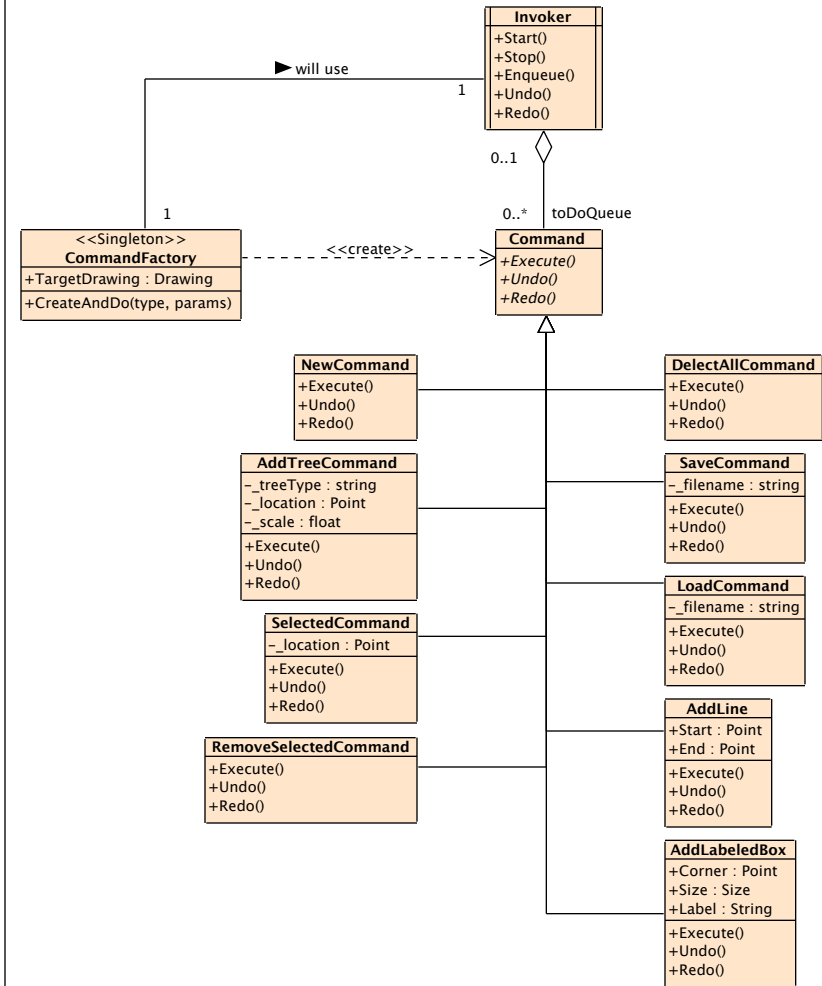 Invoker
+Start()
+Stop()
+Enqueue()
+Undo()
+Redo()
▶ will use
1
0..1
1
0..* toDoQueue
<<Singleton>>
CommandFactory
+TargetDrawing : Drawing
+CreateAndDo(type, params)
<<create>>
Command
+Execute()
+Undo()
+Redo()
NewCommand
+Execute()
+Undo()
+Redo()
DelectAllCommand
+Execute()
+Undo()
+Redo()
AddTreeCommand
-_treeType : string
-_location : Point
-_scale : float
+Execute()
+Undo()
+Redo()
SaveCommand
-_filename : string
+Execute()
+Undo()
+Redo()
LoadCommand
-_filename : string
+Execute()
+Undo()
+Redo()
SelectedCommand
-_location : Point
+Execute()
+Undo()
+Redo()
AddLine
+Start : Point
+End : Point
+Execute()
+Undo()
+Redo()
RemoveSelectedCommand
+Execute()
+Undo()
+Redo()
AddLabeledBox
+Corner : Point
+Size : Size
+Label : String
+Execute()
+Undo()
+Redo()